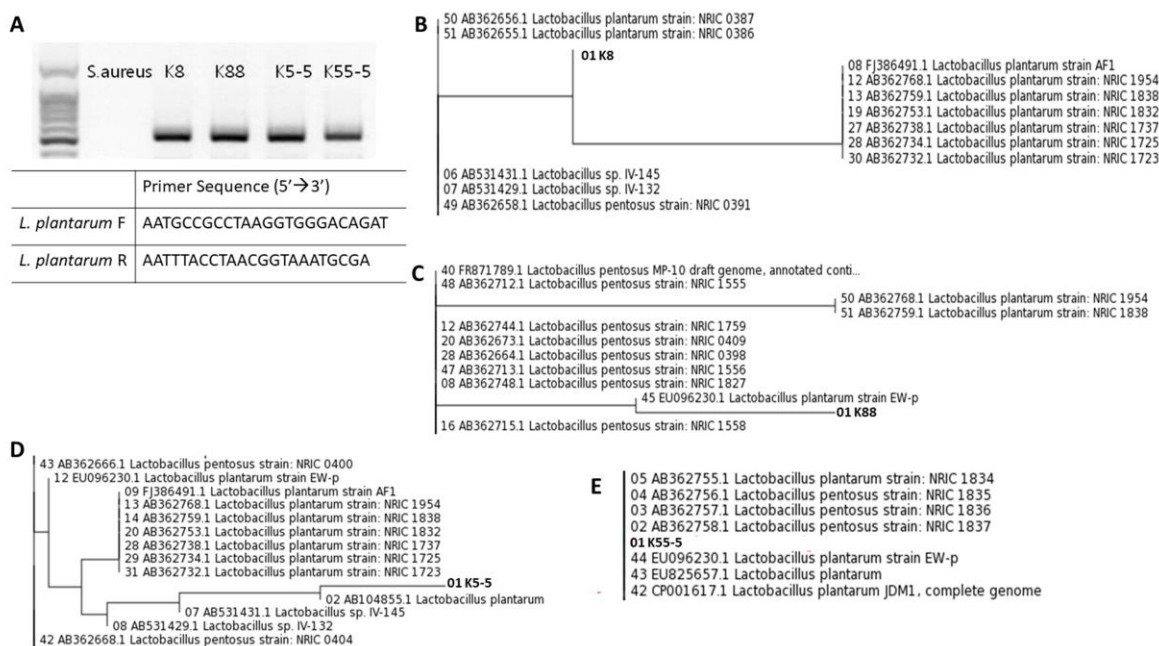 A
S.aureus K8 K88 K5-5 K55-5
Primer Sequence (5’→3’)
L. plantarum F AATGCCGCCTAAGGTGGGACAGAT
L. plantarum R AATTTACCTAACGGTAAATGCGA
B
50 AB362656.1 Lactobacillus plantarum strain: NRIC 0387
51 AB362655.1 Lactobacillus plantarum strain: NRIC 0386
01 K8
08 FJ386491.1 Lactobacillus plantarum strain AF1
12 AB362768.1 Lactobacillus plantarum strain: NRIC 1954
13 AB362759.1 Lactobacillus plantarum strain: NRIC 1838
19 AB362753.1 Lactobacillus plantarum strain: NRIC 1832
27 AB362738.1 Lactobacillus plantarum strain: NRIC 1737
28 AB362734.1 Lactobacillus plantarum strain: NRIC 1725
30 AB362732.1 Lactobacillus plantarum strain: NRIC 1723
06 AB531431.1 Lactobacillus sp. IV-145
07 AB531429.1 Lactobacillus sp. IV-132
49 AB362658.1 Lactobacillus pentosus strain: NRIC 0391
C
40 FR871789.1 Lactobacillus pentosus MP-10 draft genome, annotated conti...
48 AB362712.1 Lactobacillus pentosus strain: NRIC 1555
50 AB362768.1 Lactobacillus plantarum strain: NRIC 1954
51 AB362759.1 Lactobacillus plantarum strain: NRIC 1838
12 AB362744.1 Lactobacillus pentosus strain: NRIC 1759
20 AB362673.1 Lactobacillus pentosus strain: NRIC 0409
28 AB362664.1 Lactobacillus pentosus strain: NRIC 0398
47 AB362713.1 Lactobacillus pentosus strain: NRIC 1556
08 AB362748.1 Lactobacillus pentosus strain: NRIC 1827
45 EU096230.1 Lactobacillus plantarum strain EW-p
01 K88
16 AB362715.1 Lactobacillus pentosus strain: NRIC 1558
D
43 AB362666.1 Lactobacillus pentosus strain: NRIC 0400
12 EU096230.1 Lactobacillus plantarum strain EW-p
09 FJ386491.1 Lactobacillus plantarum strain AF1
13 AB362768.1 Lactobacillus plantarum strain: NRIC 1954
14 AB362759.1 Lactobacillus plantarum strain: NRIC 1838
20 AB362753.1 Lactobacillus plantarum strain: NRIC 1832
28 AB362738.1 Lactobacillus plantarum strain: NRIC 1737
29 AB362734.1 Lactobacillus plantarum strain: NRIC 1725
31 AB362732.1 Lactobacillus plantarum strain: NRIC 1723
01 K5-5
02 AB104855.1 Lactobacillus plantarum
07 AB531431.1 Lactobacillus sp. IV-145
08 AB531429.1 Lactobacillus sp. IV-132
42 AB362668.1 Lactobacillus pentosus strain: NRIC 0404
E
05 AB362755.1 Lactobacillus plantarum strain: NRIC 1834
04 AB362756.1 Lactobacillus pentosus strain: NRIC 1835
03 AB362757.1 Lactobacillus pentosus strain: NRIC 1836
02 AB362758.1 Lactobacillus pentosus strain: NRIC 1837
01 K55-5
44 EU096230.1 Lactobacillus plantarum strain EW-p
43 EU825657.1 Lactobacillus plantarum
42 CP001617.1 Lactobacillus plantarum JDM1, complete genome